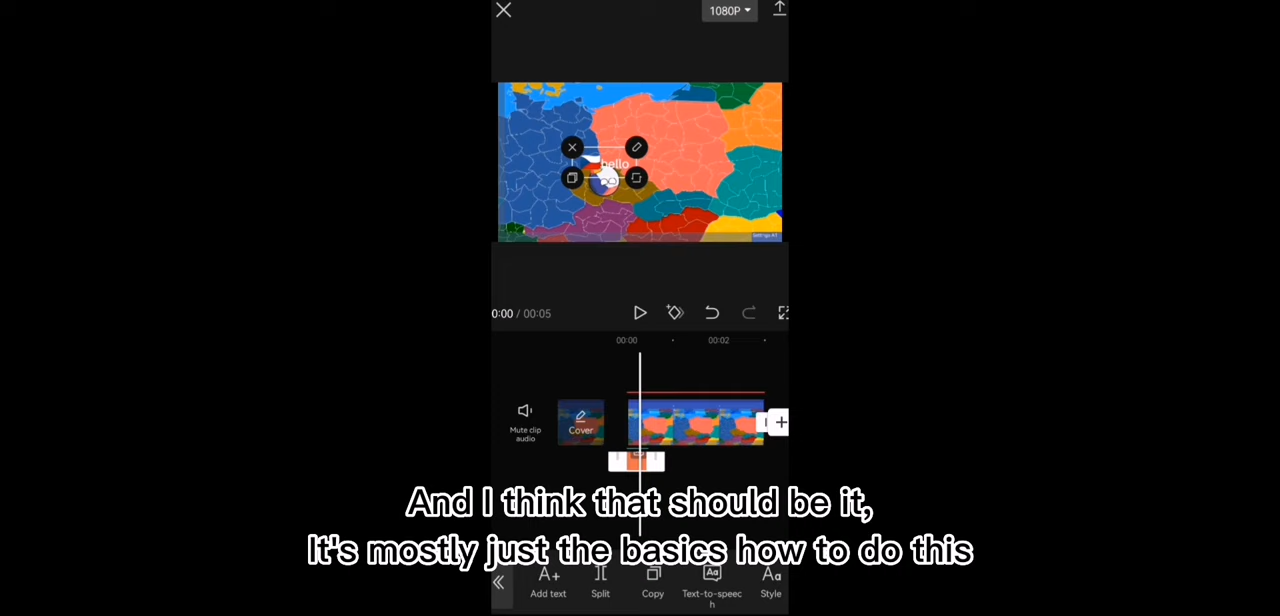 1080P
hello
0:00 / 00:05
00:00
00:02
Mute clip
audio
Cover
And I think that should be it,
It's mostly just the basics how to do this
Add text
Split
Copy
Text-to-speec
h
Style